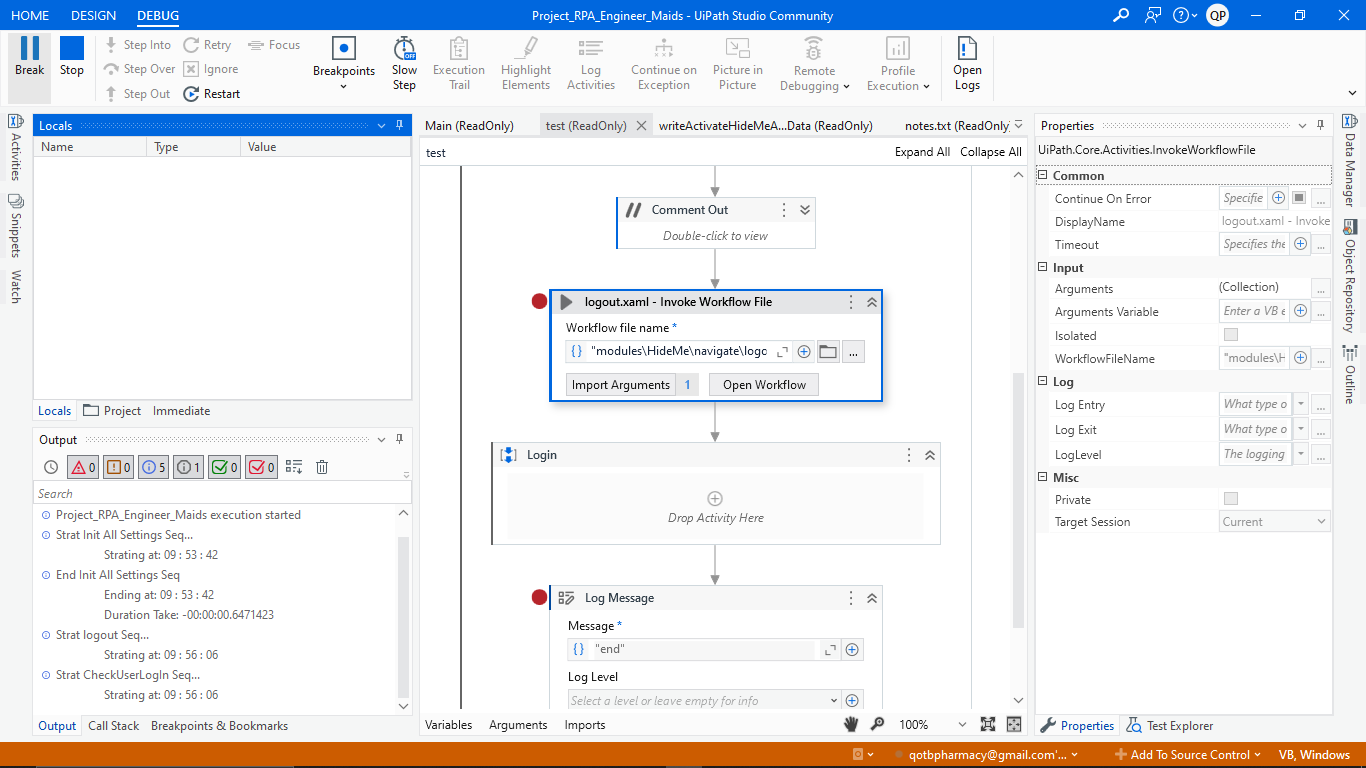 HOME DESIGN DEBUG
Project_RPA_Engineer_Maids - UiPath Studio Community
QP
Break
Stop
Step Into
Step Over
Step Out
Retry
Ignore
Restart
Focus
Breakpoints
Slow Step
Execution Trail
Highlight Elements
Log Activities
Continue on Exception
Picture in Picture
Remote Debugging
Profile Execution
Open Logs
Activities
Snippets
Watch
Locals
Name Type Value
Locals Project Immediate
Output
0 0 5 1 0 0
Search
Project_RPA_Engineer_Maids execution started
Strat Init All Settings Seq...
Strating at: 09 : 53 : 42
End Init All Settings Seq
Ending at: 09 : 53 : 42
Duration Take: -00:00:00.6471423
Strat logout Seq...
Strating at: 09 : 56 : 06
Strat CheckUserLogIn Seq...
Strating at: 09 : 56 : 06
Output Call Stack Breakpoints & Bookmarks
Main (ReadOnly) test (ReadOnly) writeActivateHideMeA...Data (ReadOnly) notes.txt (ReadOnly)
test
Expand All Collapse All
// Comment Out
Double-click to view
logout.xaml - Invoke Workflow File
Workflow file name *
{} "modules\HideMe\navigate\logo
...
Import Arguments 1 Open Workflow
Login
Drop Activity Here
Log Message
Message *
{} "end"
Log Level
Select a level or leave empty for info
Variables Arguments Imports
100%
Properties
UiPath.Core.Activities.InvokeWorkflowFile
Common
Continue On Error Specifie ...
DisplayName logout.xaml - Invoke
Timeout Specifies the ...
Input
Arguments (Collection) ...
Arguments Variable Enter a VB e ...
Isolated
WorkflowFileName "modules\H ...
Log
Log Entry What type o ...
Log Exit What type o ...
LogLevel The logging ...
Misc
Private
Target Session Current
Properties Test Explorer
Data Manager
Object Repository
Outline
qotbpharmacy@gmail.com'... Add To Source Control VB, Windows